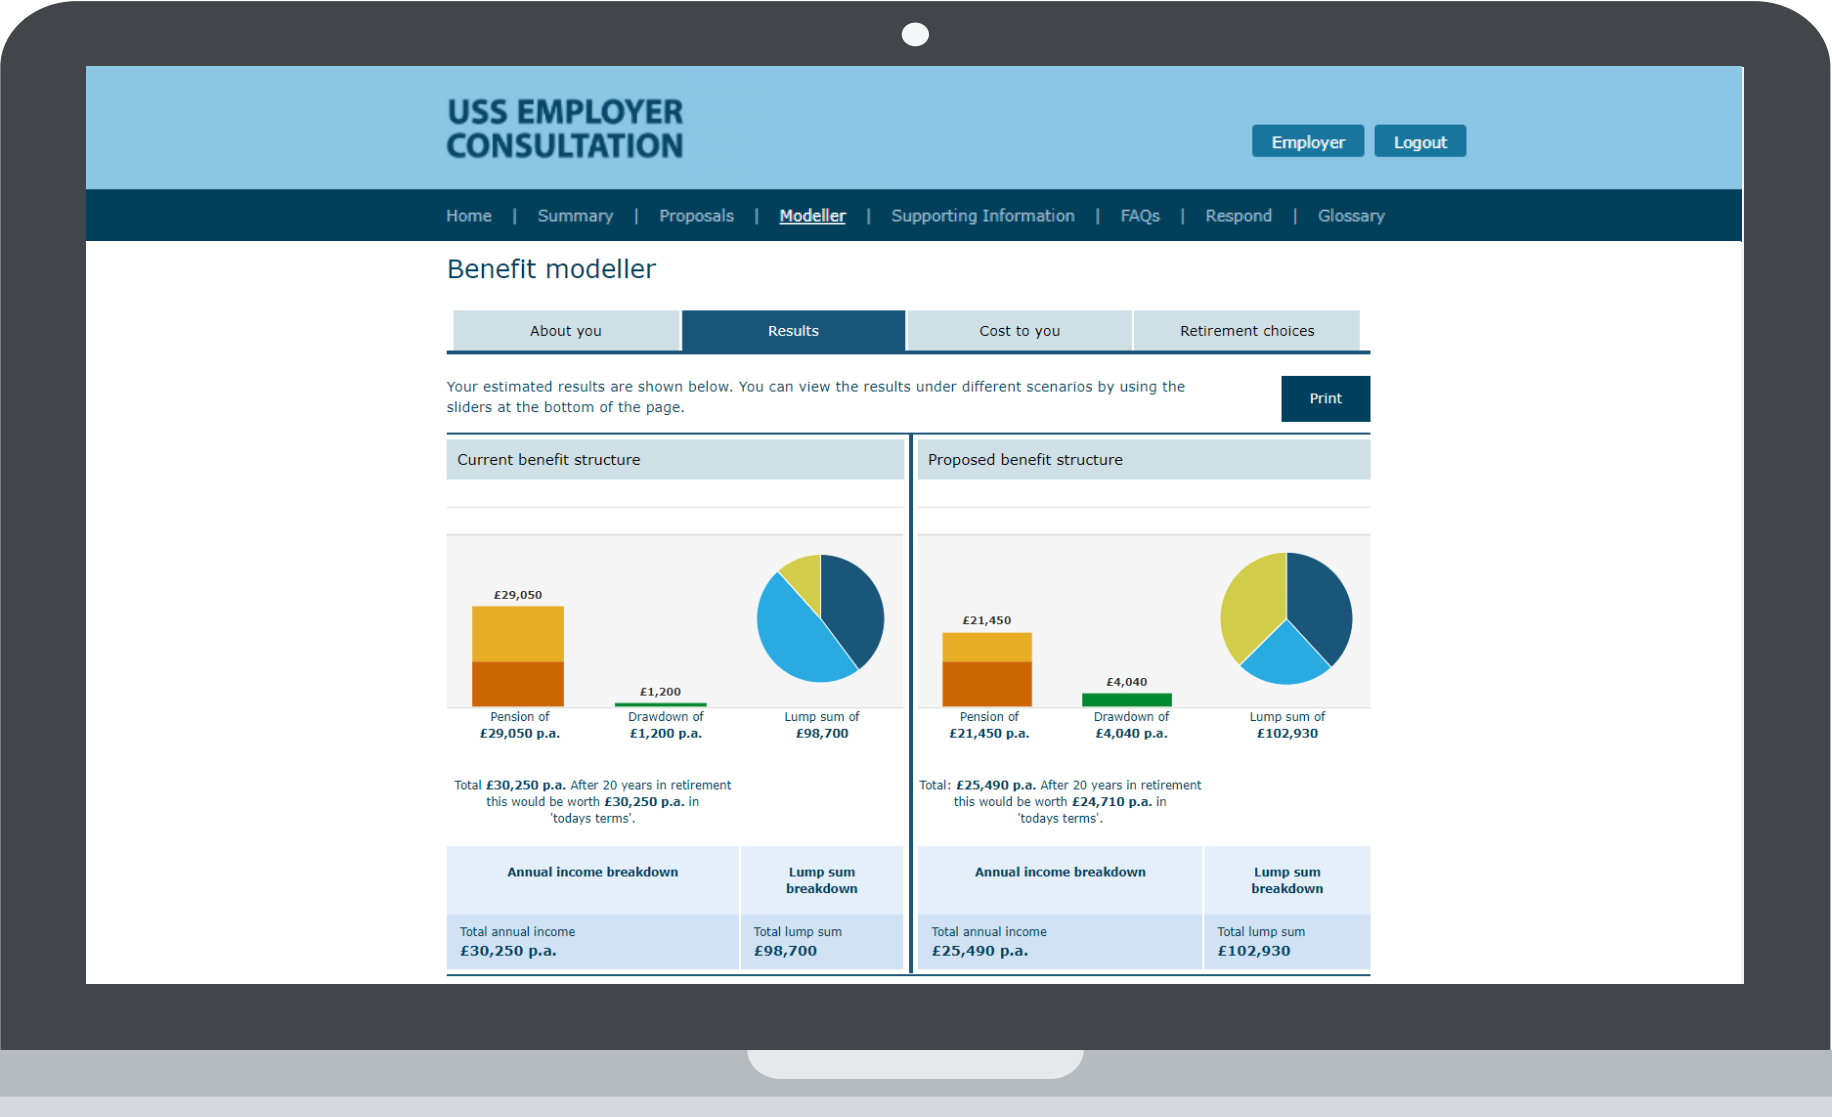 USS EMPLOYER
CONSULTATION
Employer
Logout
Home | Summary | Proposals | Modeller | Supporting Information | FAQs | Respond | Glossary
Benefit modeller
About you
Results
Cost to you
Retirement choices
Your estimated results are shown below. You can view the results under different scenarios by using the
sliders at the bottom of the page.
Print
Current benefit structure
£29,050
£1,200
Pension of
£29,050 p.a.
Drawdown of
£1,200 p.a.
Lump sum of
£98,700
Total £30,250 p.a. After 20 years in retirement
this would be worth £30,250 p.a. in
'todays terms'.
Annual income breakdown
Lump sum
breakdown
Total annual income
£30,250 p.a.
Total lump sum
£98,700
Proposed benefit structure
£21,450
£4,040
Pension of
£21,450 p.a.
Drawdown of
£4,040 p.a.
Lump sum of
£102,930
Total: £25,490 p.a. After 20 years in retirement
this would be worth £24,710 p.a. in
'todays terms'.
Annual income breakdown
Lump sum
breakdown
Total annual income
£25,490 p.a.
Total lump sum
£102,930